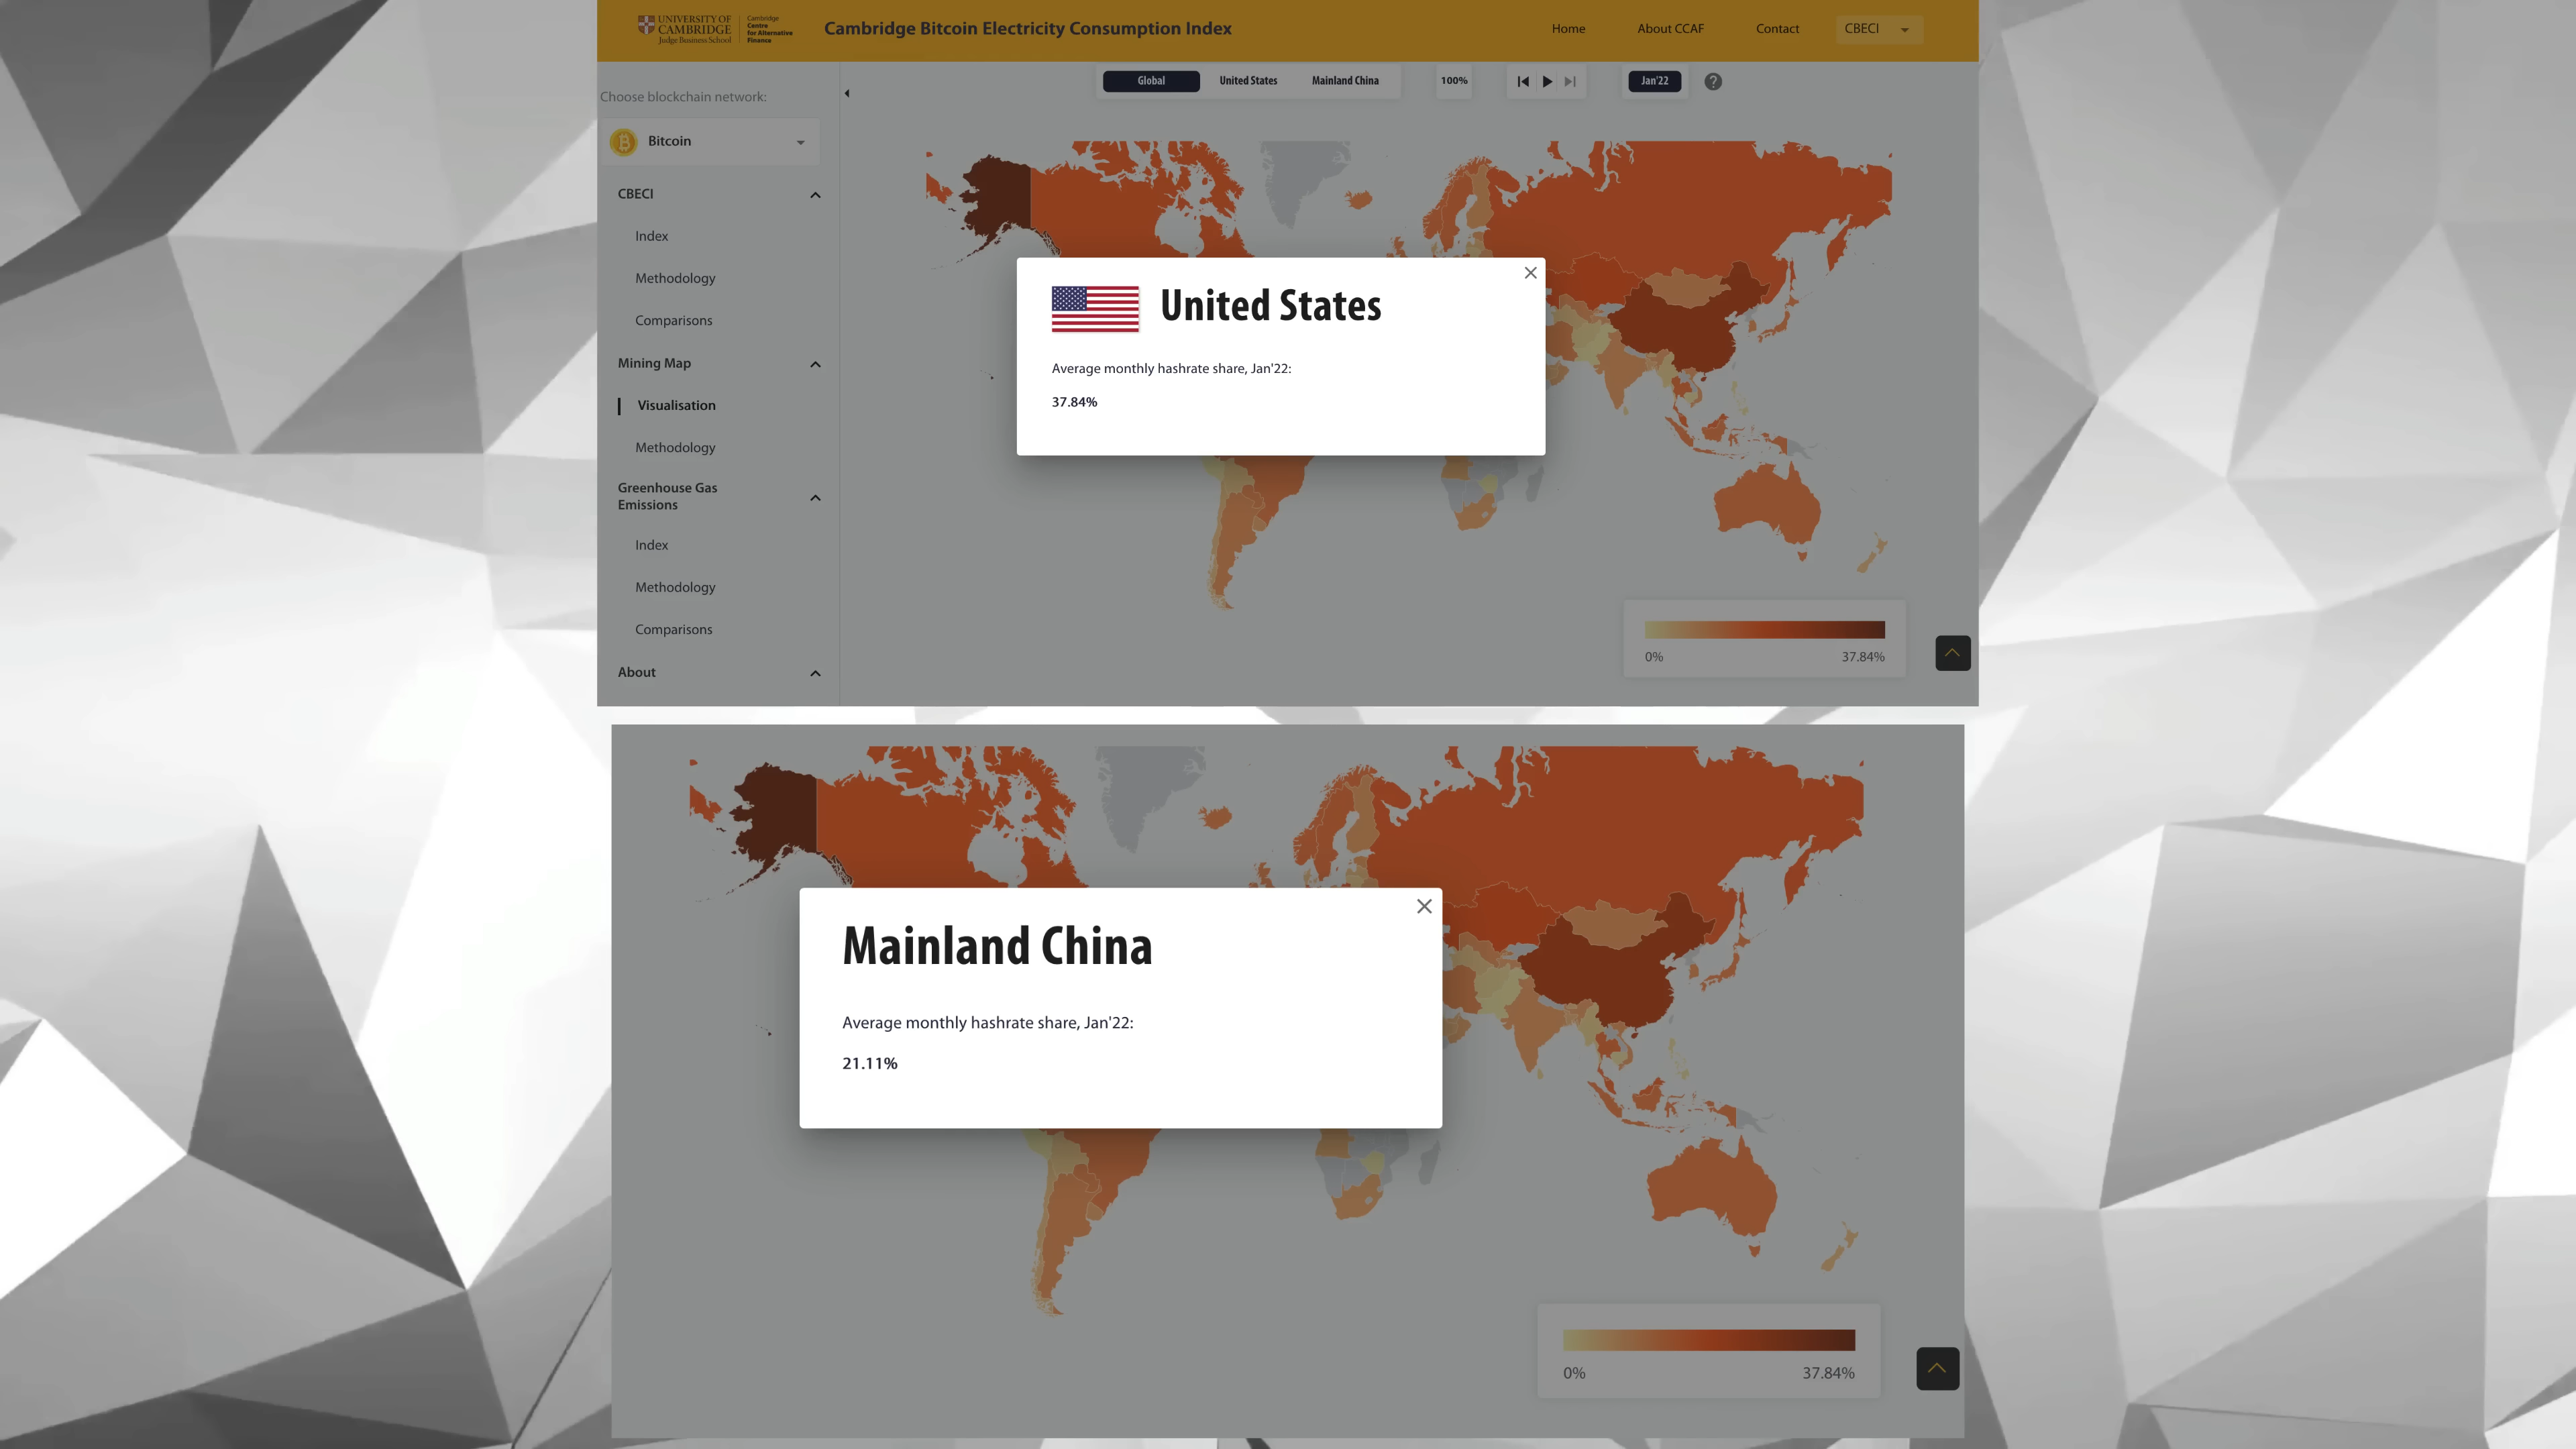 UNIVERSITY OF
CAMBRIDGE
Judge Business School
Cambridge
Centre
for Alternative
Finance
Cambridge Bitcoin Electricity Consumption Index
Home
About CCAF
Contact
CBECI
Choose blockchain network:
Global
United States
Mainland China
100%
Jan'22
?
Bitcoin
CBECI
Index
Methodology
Comparisons
Mining Map
Visualisation
Methodology
Greenhouse Gas
Emissions
Index
Methodology
Comparisons
About
United States
Average monthly hashrate share, Jan'22:
37.84%
0%
37.84%
Mainland China
Average monthly hashrate share, Jan'22:
21.11%
0%
37.84%